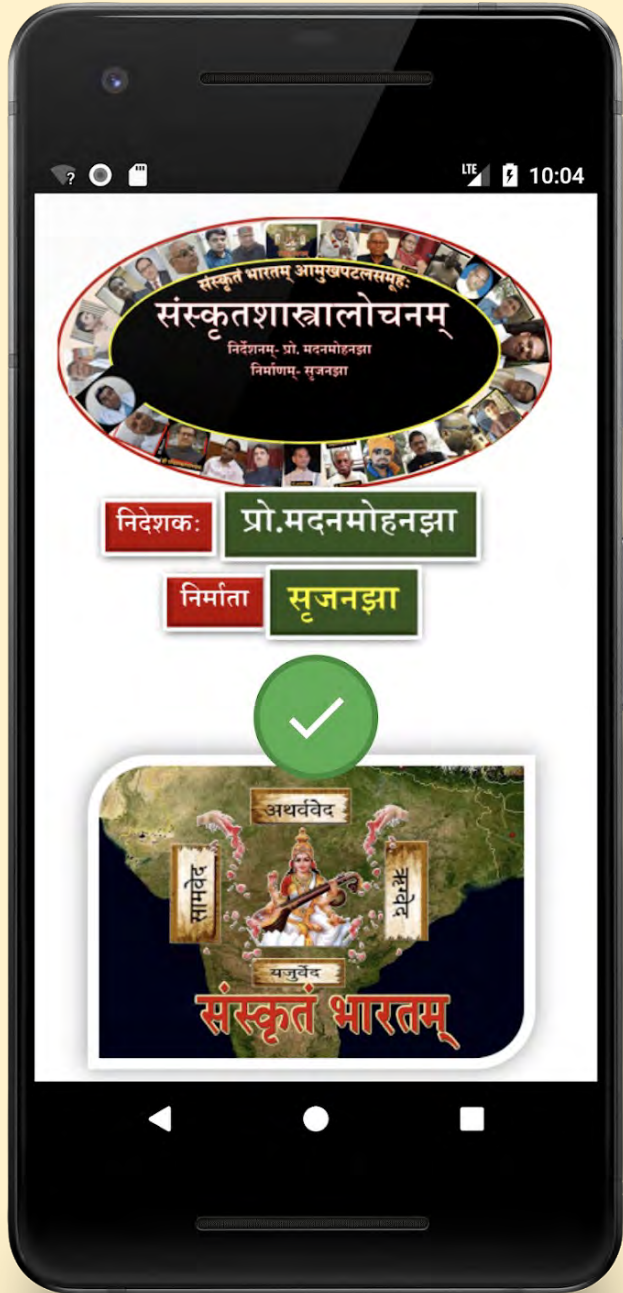 LTE 10:04
संस्कृतं भारतम् आमुखपटलसमूहः
संस्कृतशास्त्रालोचनम्
निर्देशनम्- प्रो. मदनमोहनझा
निर्माणम्- सृजनझा
निदेशकः प्रो.मदनमोहनझा
निर्माता सृजनझा
अथर्ववेद
सामवेद
ऋग्वेद
यजुर्वेद
संस्कृतं भारतम्